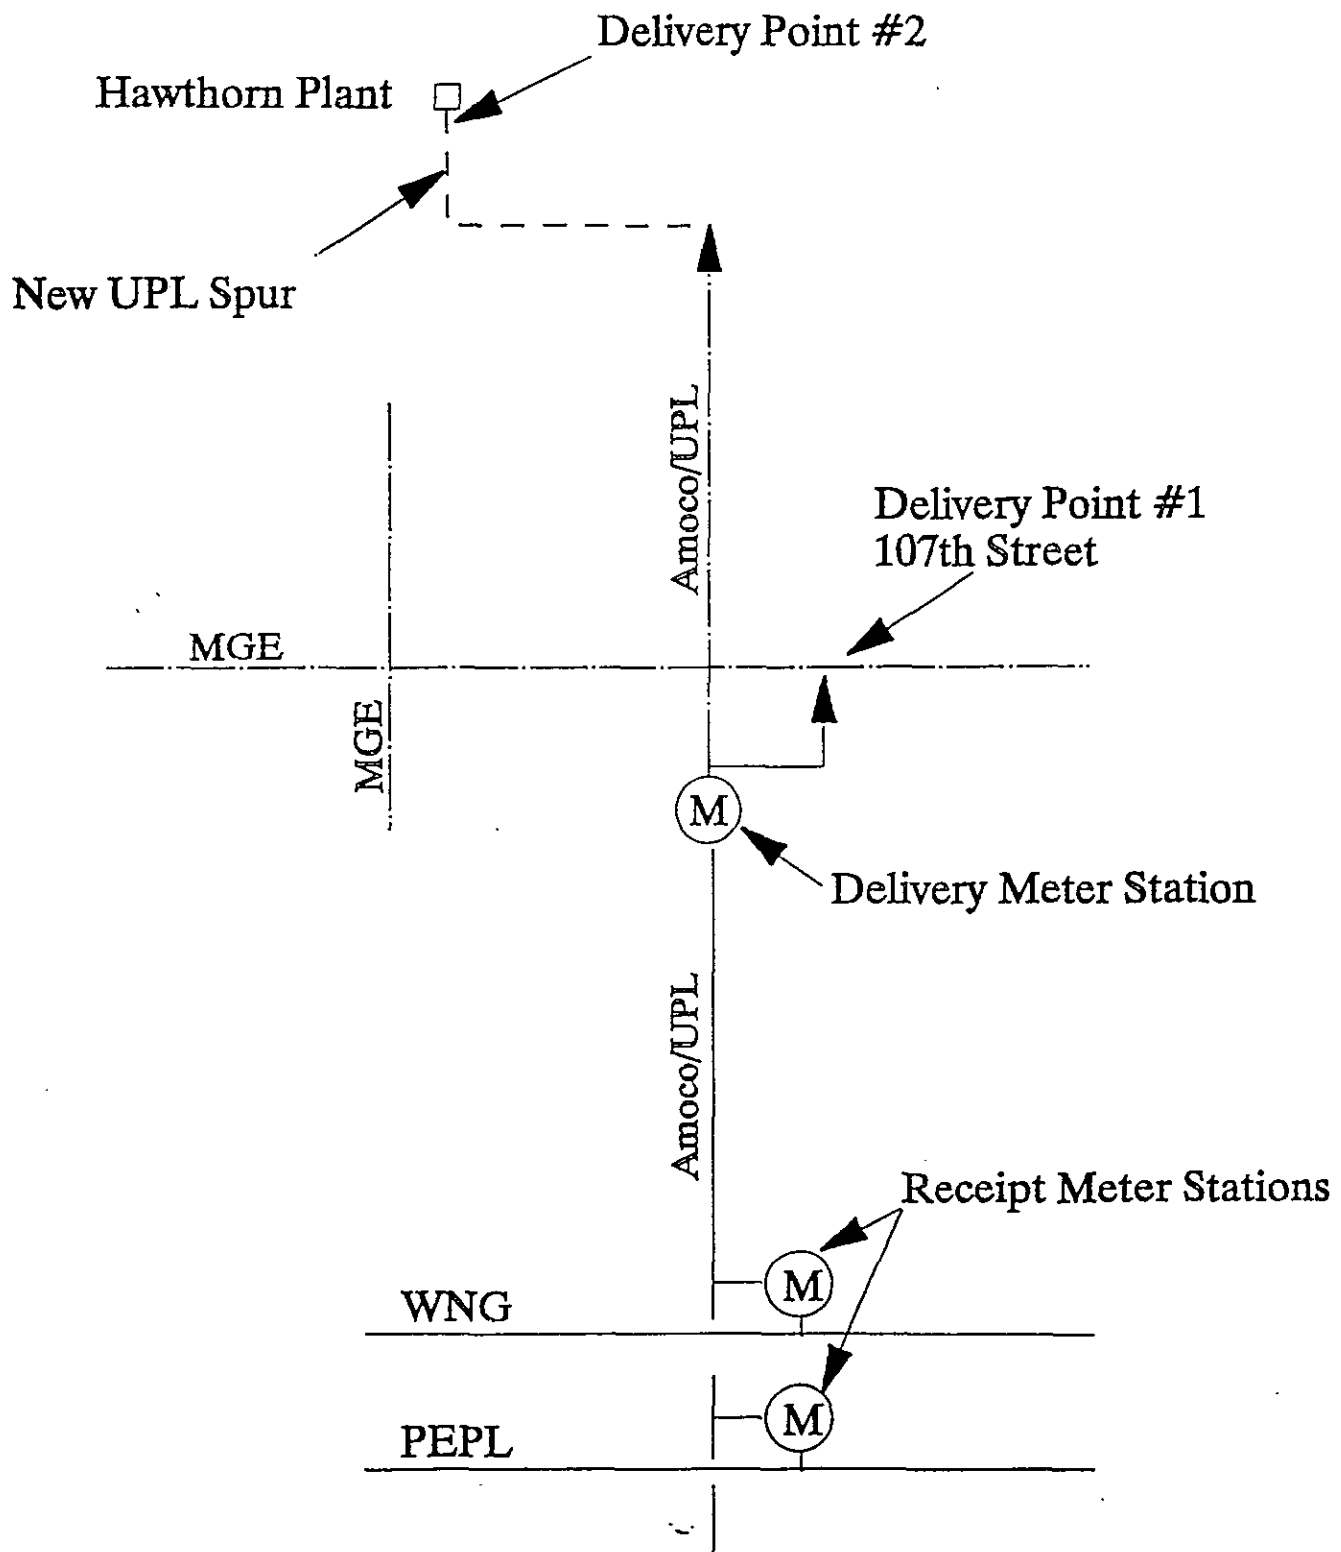 Delivery Point #2
Hawthorn Plant
New UPL Spur
Amoco/UPL
Delivery Point #1
107th Street
MGE
MGE
M
Delivery Meter Station
Amoco/UPL
Receipt Meter Stations
M
WNG
M
PEPL